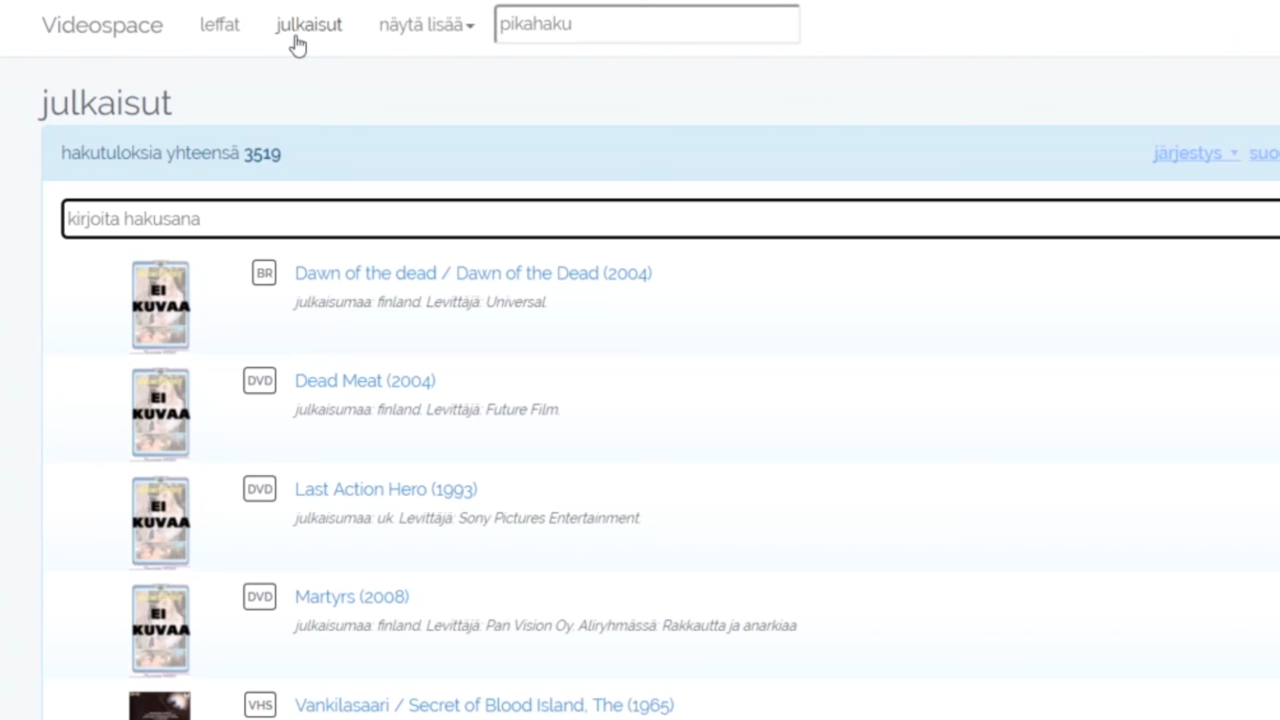 Videospace leffat julkaisut näytä lisää pikahaku
julkaisut
hakutuloksia yhteensä 3519 järjestys suo
kirjoita hakusana
EI KUVAA
BR Dawn of the dead / Dawn of the Dead (2004)
julkaisumaa: finland. Levittäjä: Universal.
EI KUVAA
DVD Dead Meat (2004)
julkaisumaa: finland. Levittäjä: Future Film.
EI KUVAA
DVD Last Action Hero (1993)
julkaisumaa: uk. Levittäjä: Sony Pictures Entertainment.
EI KUVAA
DVD Martyrs (2008)
julkaisumaa: finland. Levittäjä: Pan Vision Oy. Aliryhmässä: Rakkautta ja anarkiaa
VHS Vankilasaari / Secret of Blood Island, The (1965)